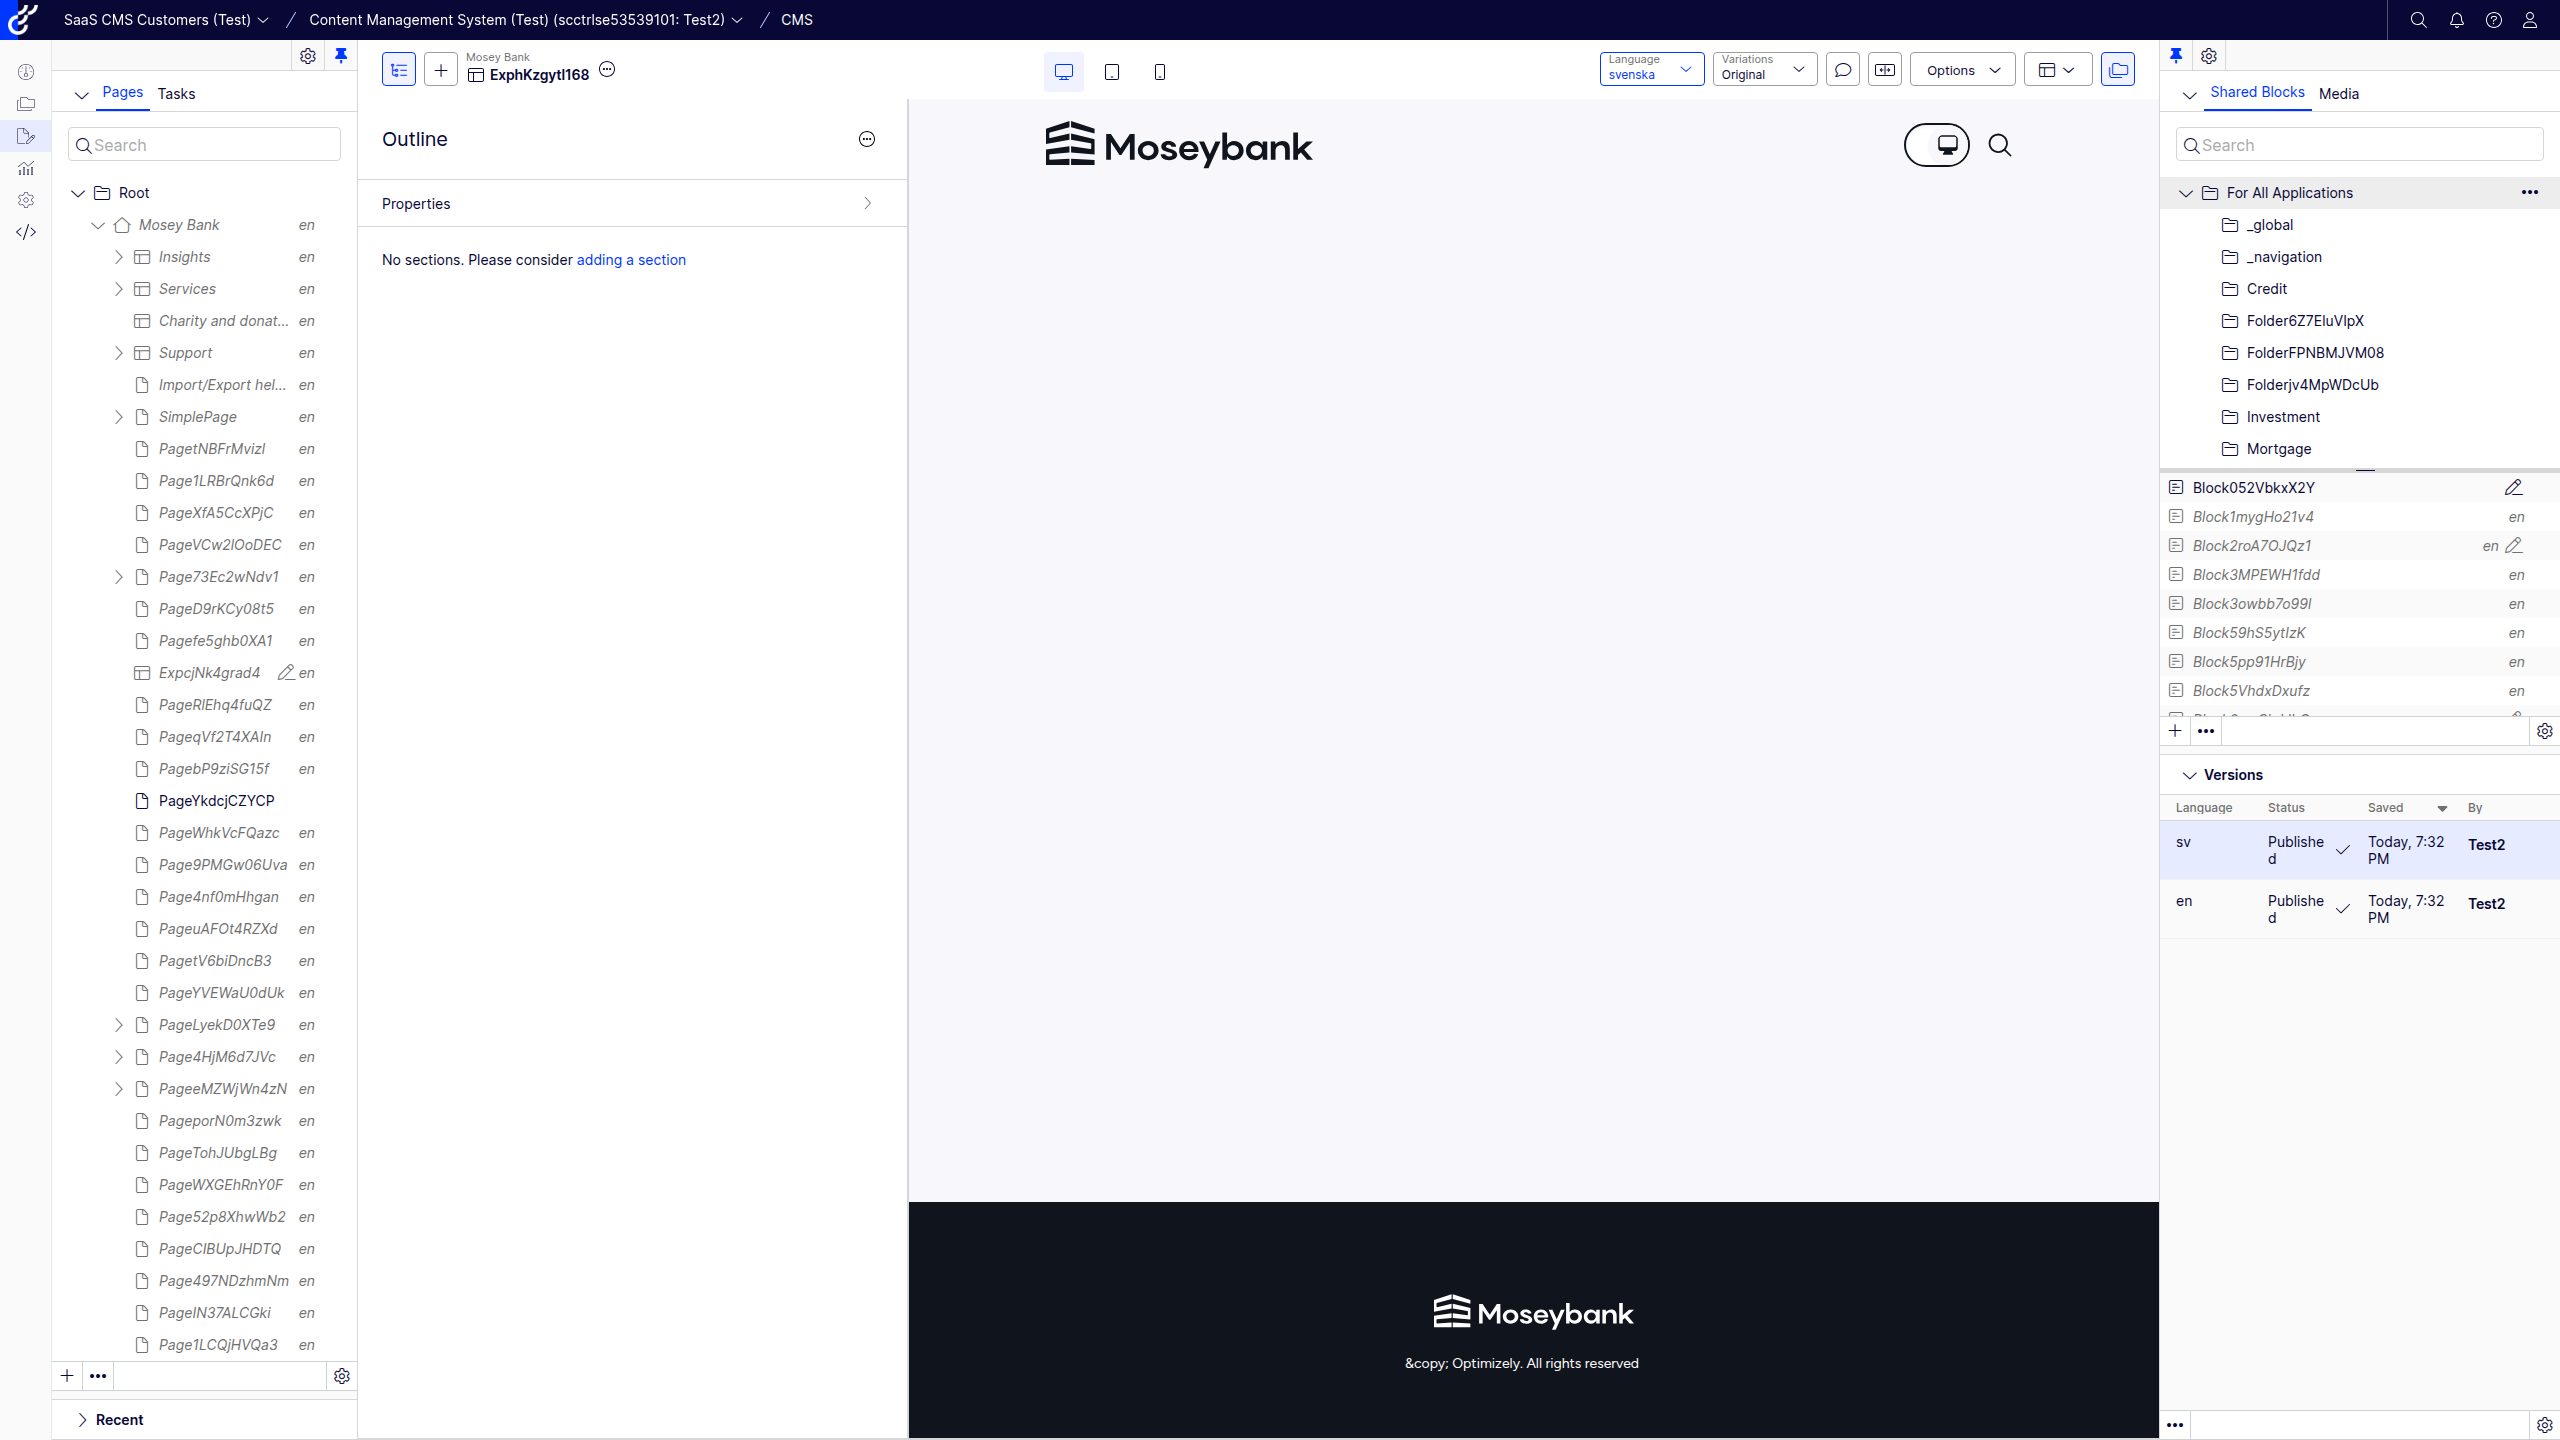 SaaS CMS Customers (Test) / Content Management System (Test) (scctrlse53539101: Test2) / CMS
Pages Tasks
Search
Root
Mosey Bank en
Insights en
Services en
Charity and donat... en
Support en
Import/Export hel... en
SimplePage en
PagetNBFrMvizl en
Page1LRBrQnk6d en
PageXfA5CcXPjC en
PageVCw2lOoDEC en
Page73Ec2wNdv1 en
PageD9rKCy08t5 en
Pagefe5ghb0XA1 en
ExpcjNk4grad4 en
PageRlEhq4fuQZ en
PageqVf2T4XAln en
PagebP9ziSG15f en
PageYkdcjCZYCP
PageWhkVcFQazc en
Page9PMGw06Uva en
Page4nf0mHhgan en
PageuAFOt4RZXd en
PagetV6biDncB3 en
PageYVEWaU0dUk en
PageLyekD0XTe9 en
Page4HjM6d7JVc en
PageeMZWjWn4zN en
PageporN0m3zwk en
PageTohJUbgLBg en
PageWXGEhRnY0F en
Page52p8XhwWb2 en
PageClBUpJHDTQ en
Page497NDzhmNm en
PageIN37ALCGki en
Page1LCQjHVQa3 en
Recent
Mosey Bank
ExphKzgytl168
Language
svenska
Variations
Original
Options
Outline
Properties
No sections. Please consider adding a section
Moseybank
Moseybank
&copy; Optimizely. All rights reserved
Shared Blocks Media
Search
For All Applications
_global
_navigation
Credit
Folder6Z7EluVlpX
FolderFPNBMJVM08
Folderjv4MpWDcUb
Investment
Mortgage
Block052VbkxX2Y
Block1mygHo21v4 en
Block2roA7OJQz1 en
Block3MPEWH1fdd en
Block3owbb7o99l en
Block59hS5ytlzK en
Block5pp91HrBjy en
Block5VhdxDxufz en
Versions
Language Status Saved By
sv Publishe Today, 7:32 Test2
d PM
en Publishe Today, 7:32 Test2
d PM